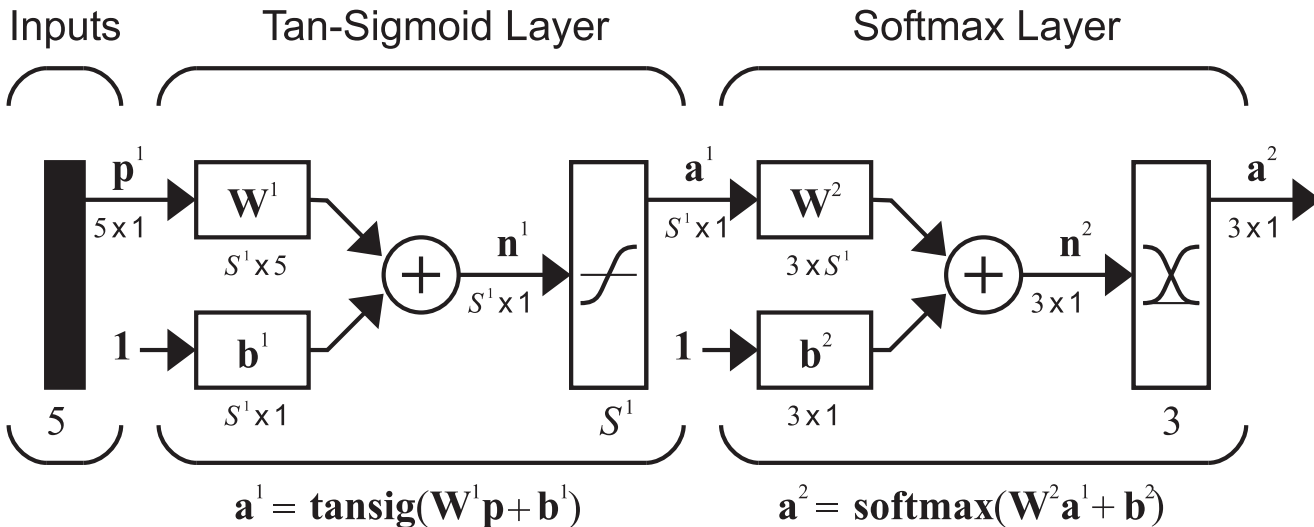 Inputs Tan-Sigmoid Layer Softmax Layer
p¹ a¹ a²
W¹ W²
5 x 1 S¹ x 1 3 x 1
S¹ x 5 n¹ 3 x S¹ n²
+ +
S¹ x 1 3 x 1
1 b¹ 1 b²
S¹ x 1 3 x 1
5 S¹ 3
a¹ = tansig(W¹p + b¹) a² = softmax(W²a¹ + b²)